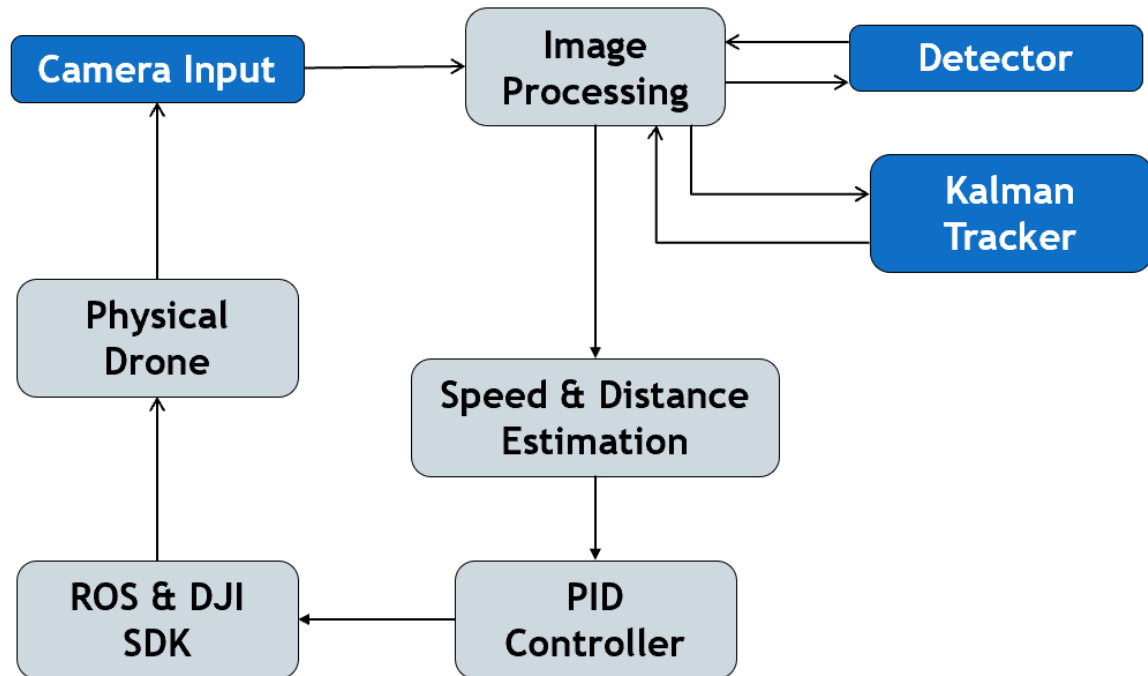 Camera Input
Image
Processing
Detector
Kalman
Tracker
Physical
Drone
Speed & Distance
Estimation
ROS & DJI
SDK
PID
Controller